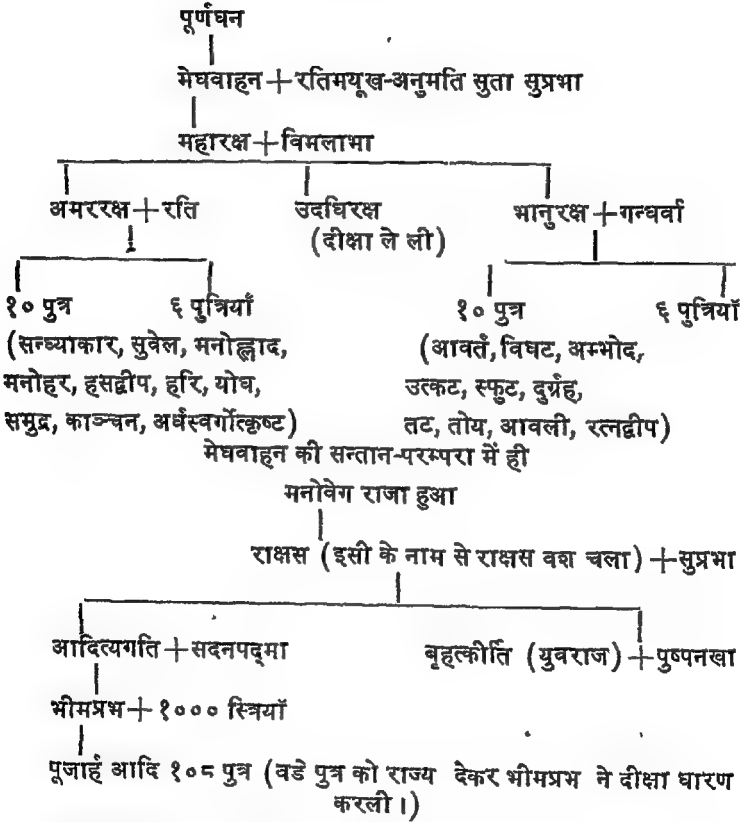 पूर्णघन
मेघवाहन+रतिमयूख-अनुमति सुता सुप्रभा
महारक्ष+विमलाभा
अमररक्ष+रति उदधिरक्ष भानुरक्ष+गन्धर्वा
(दीक्षा ले ली)
१० पुत्र ६ पुत्रियाँ १० पुत्र ६ पुत्रियाँ
(सन्ध्याकार, सुवेल, मनोह्लाद, (आवर्त, विघट, अम्भोद,
मनोहर, हसद्वीप, हरि, योध, उत्कट, स्फुट, दुर्ग्रह,
समुद्र, काञ्चन, अर्धस्वर्गोत्कृष्ट) तट, तोय, आवली, रत्नद्वीप)
मेघवाहन की सन्तान-परम्परा में ही
मनोवेग राजा हुआ
राक्षस (इसी के नाम से राक्षस वश चला)+सुप्रभा
आदित्यगति+सदनपद्मा बृहत्कीर्ति (युवराज)+पुष्पनखा
भीमप्रभ+१००० स्त्रियाँ
पूजार्ह आदि १०८ पुत्र (वडे पुत्र को राज्य देकर भीमप्रभ ने दीक्षा धारण
करली।)